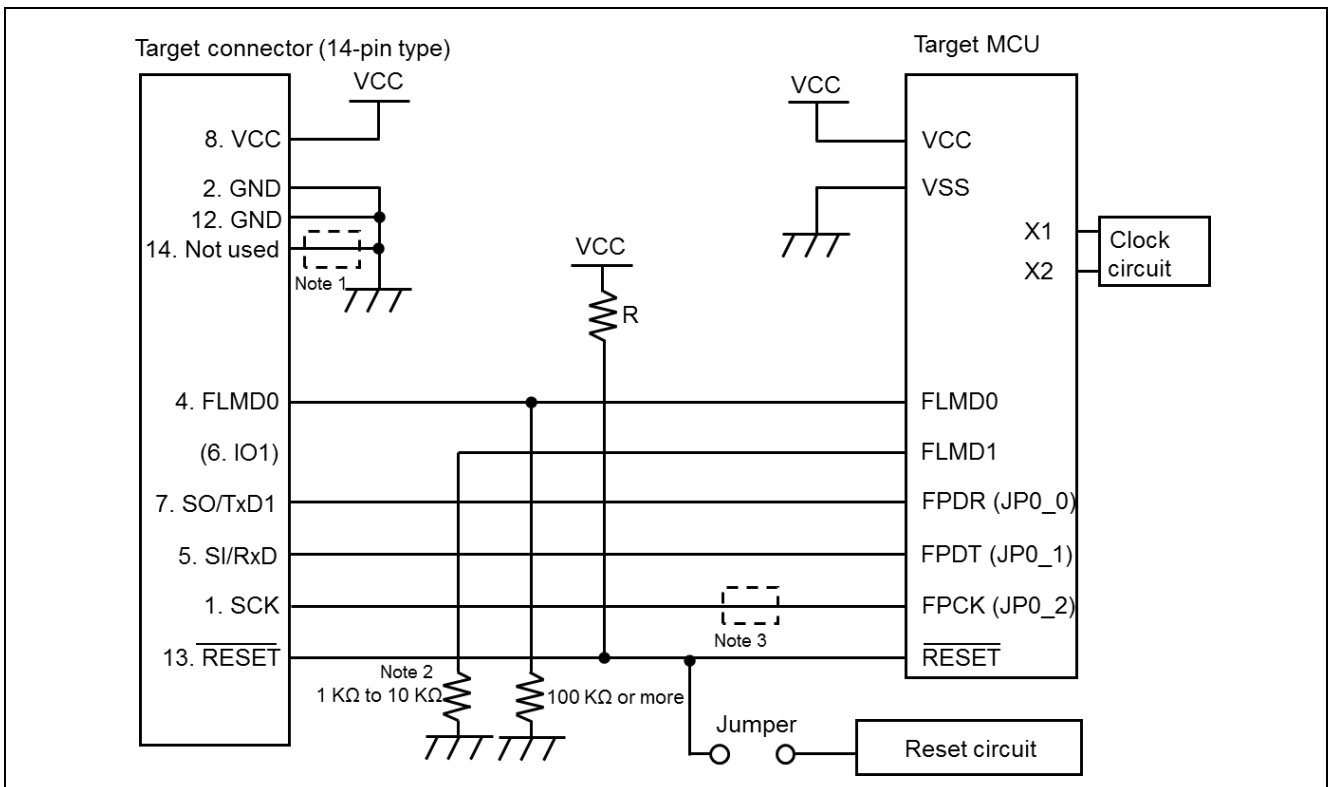 Target connector (14-pin type)
Target MCU
VCC
VCC
8. VCC
VCC
2. GND
VSS
12. GND
14. Not used
X1
Clock
circuit
X2
VCC
Note 1
R
4. FLMD0
FLMD0
(6. IO1)
FLMD1
7. SO/TxD1
FPDR (JP0_0)
5. SI/RxD
FPDT (JP0_1)
1. SCK
FPCK (JP0_2)
Note 3
13. RESET
RESET
Note 2
1 KΩ to 10 KΩ
100 KΩ or more
Jumper
Reset circuit